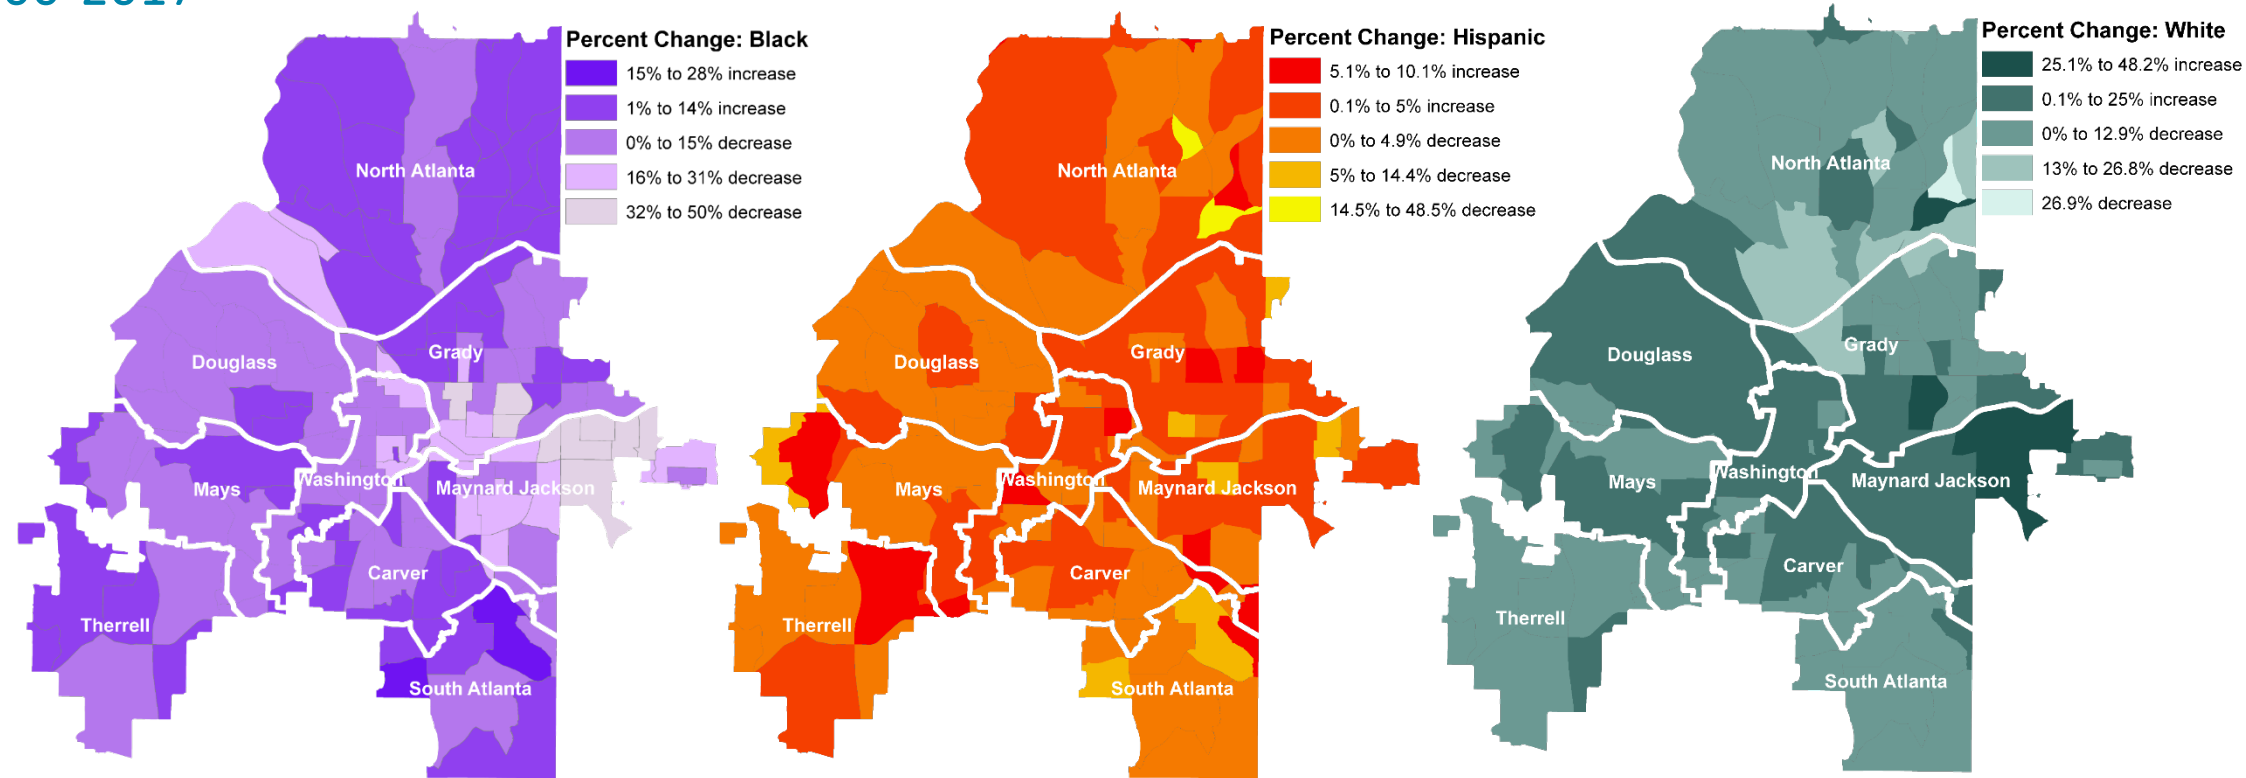 Percent Change: Black
15% to 28% increase
1% to 14% increase
0% to 15% decrease
16% to 31% decrease
32% to 50% decrease
North Atlanta
Douglass
Grady
Mays
Washington
Maynard Jackson
Carver
Therrell
South Atlanta
Percent Change: Hispanic
5.1% to 10.1% increase
0.1% to 5% increase
0% to 4.9% decrease
5% to 14.4% decrease
14.5% to 48.5% decrease
North Atlanta
Douglass
Grady
Mays
Washington
Maynard Jackson
Carver
Therrell
South Atlanta
Percent Change: White
25.1% to 48.2% increase
0.1% to 25% increase
0% to 12.9% decrease
13% to 26.8% decrease
26.9% decrease
North Atlanta
Douglass
Grady
Mays
Washington
Maynard Jackson
Carver
Therrell
South Atlanta